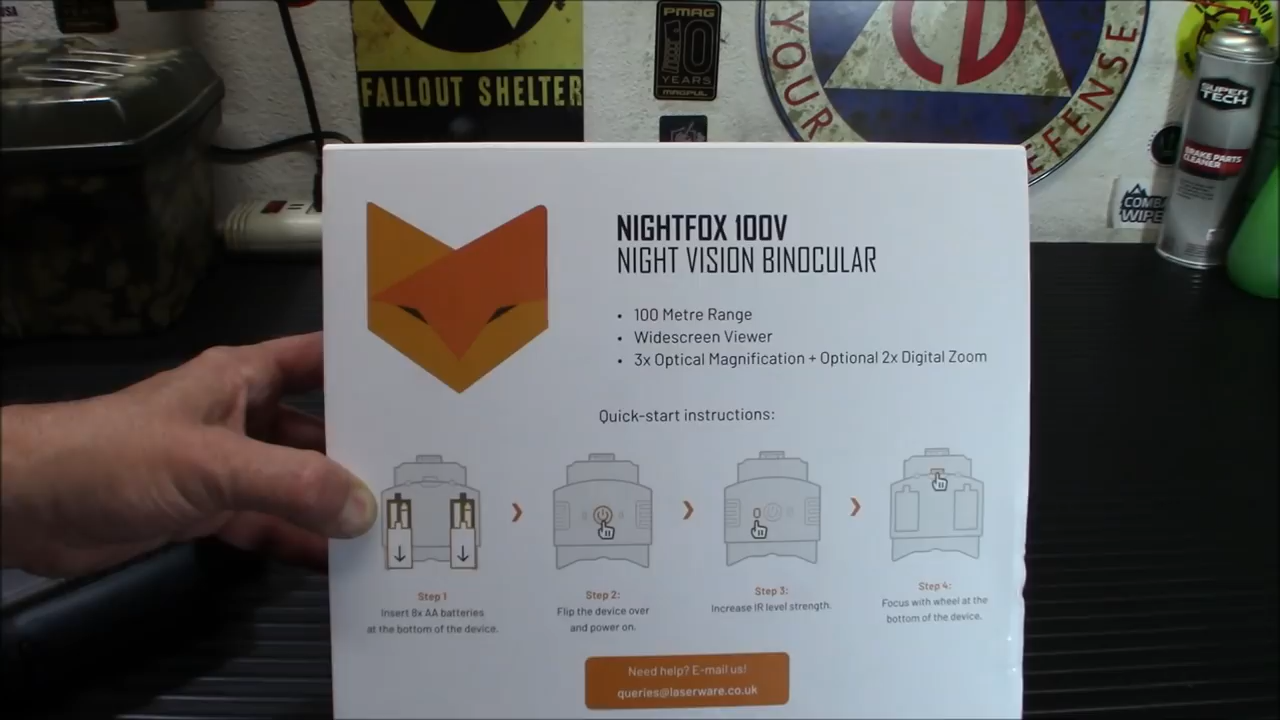 USA
FALLOUT SHELTER
PMAG
10
YEARS
MAGPUL
YOUR
CD
DEFENSE
SUPER
TECH
BRAKE PARTS
CLEANER
WIPE
NIGHTFOX 100V
NIGHT VISION BINOCULAR
• 100 Metre Range
• Widescreen Viewer
• 3x Optical Magnification + Optional 2x Digital Zoom
Quick-start instructions:
Step 1
Insert 8x AA batteries
at the bottom of the device.
Step 2:
Flip the device over
and power on.
Step 3:
Increase IR level strength.
Step 4:
Focus with wheel at the
bottom of the device.
Need help? E-mail us!
queries@laserware.co.uk